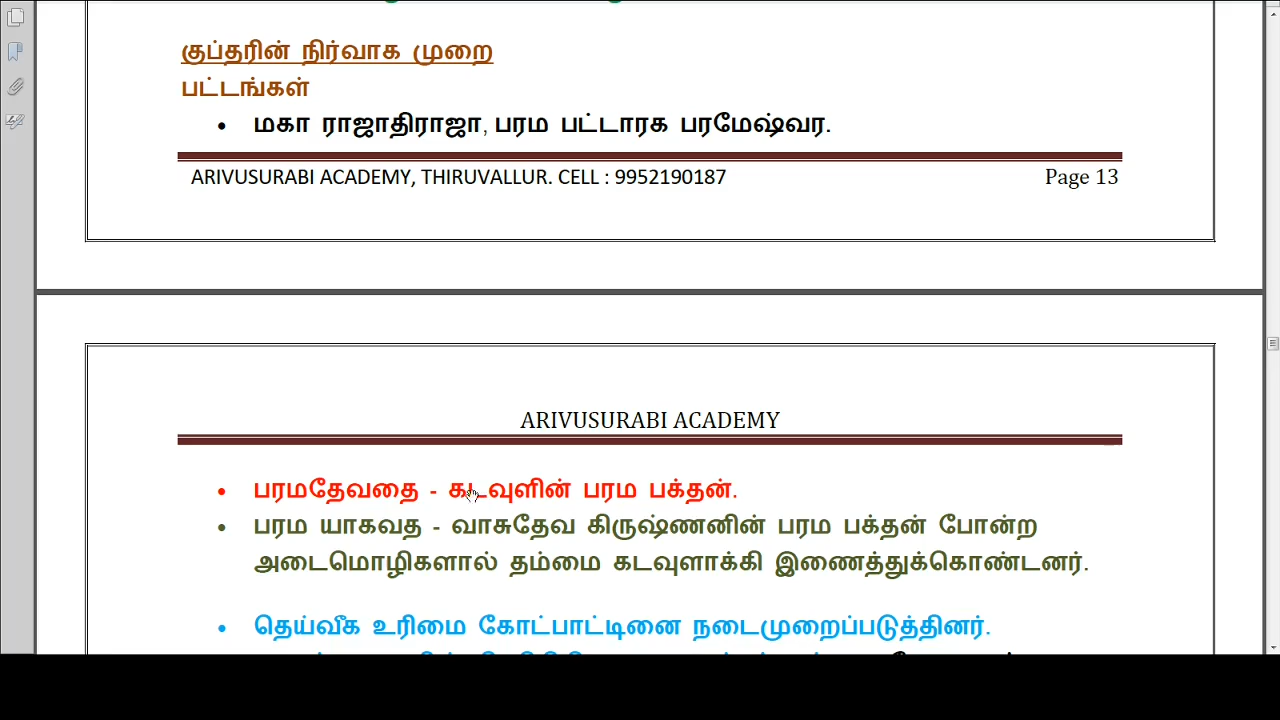 குப்தரின் நிர்வாக முறை
பட்டங்கள்
• மகா ராஜாதிராஜா, பரம பட்டாரக பரமேஷ்வர.
ARIVUSURABI ACADEMY, THIRUVALLUR. CELL : 9952190187 Page 13
ARIVUSURABI ACADEMY
• பரமதேவதை - கடவுளின் பரம பக்தன்.
• பரம யாகவத - வாசுதேவ கிருஷ்ணனின் பரம பக்தன் போன்ற
அடைமொழிகளால் தம்மை கடவுளாக்கி இணைத்துக்கொண்டனர்.
• தெய்வீக உரிமை கோட்பாட்டினை நடைமுறைப்படுத்தினர்.